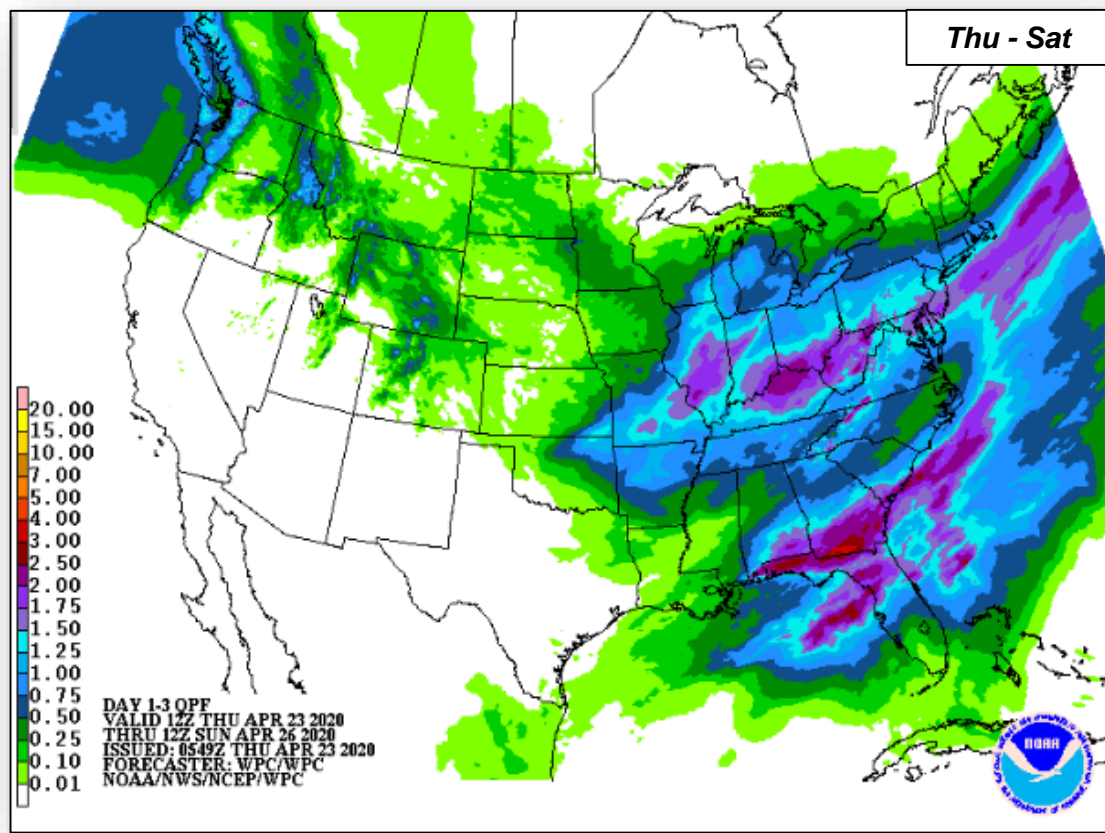 Thu - Sat
20.00
15.00
10.00
7.00
5.00
4.00
3.00
2.50
2.00
1.75
1.50
1.25
1.00
0.75
0.50
0.25
0.10
0.01
DAY 1-3 QPF
VALID 12Z THU APR 23 2020
THRU 12Z SUN APR 26 2020
ISSUED: 0549Z THU APR 23 2020
FORECASTER: WPC/WPC
NOAA/NWS/NCEP/WPC
NOAA